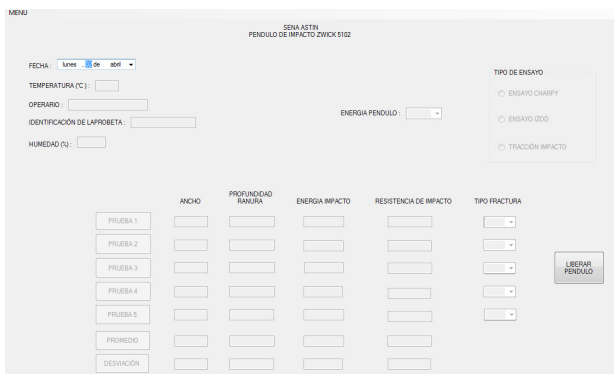 MENU
SENA ASTIN
PENDULO DE IMPACTO ZWICK 5102
FECHA : lunes , 02 de abril
TIPO DE ENSAYO
TEMPERATURA (°C ) :
ENSAYO CHARPY
OPERARIO :
ENERGIA PENDULO :
ENSAYO IZOD
IDENTIFICACIÓN DE LAPROBETA :
HUMEDAD (%) :
TRACCIÓN IMPACTO
ANCHO
PROFUNDIDAD
RANURA
ENERGIA IMPACTO
RESISTENCIA DE IMPACTO
TIPO FRACTURA
PRUEBA 1
PRUEBA 2
PRUEBA 3
LIBERAR
PENDULO
PRUEBA 4
PRUEBA 5
PROMEDIO
DESVIACIÓN